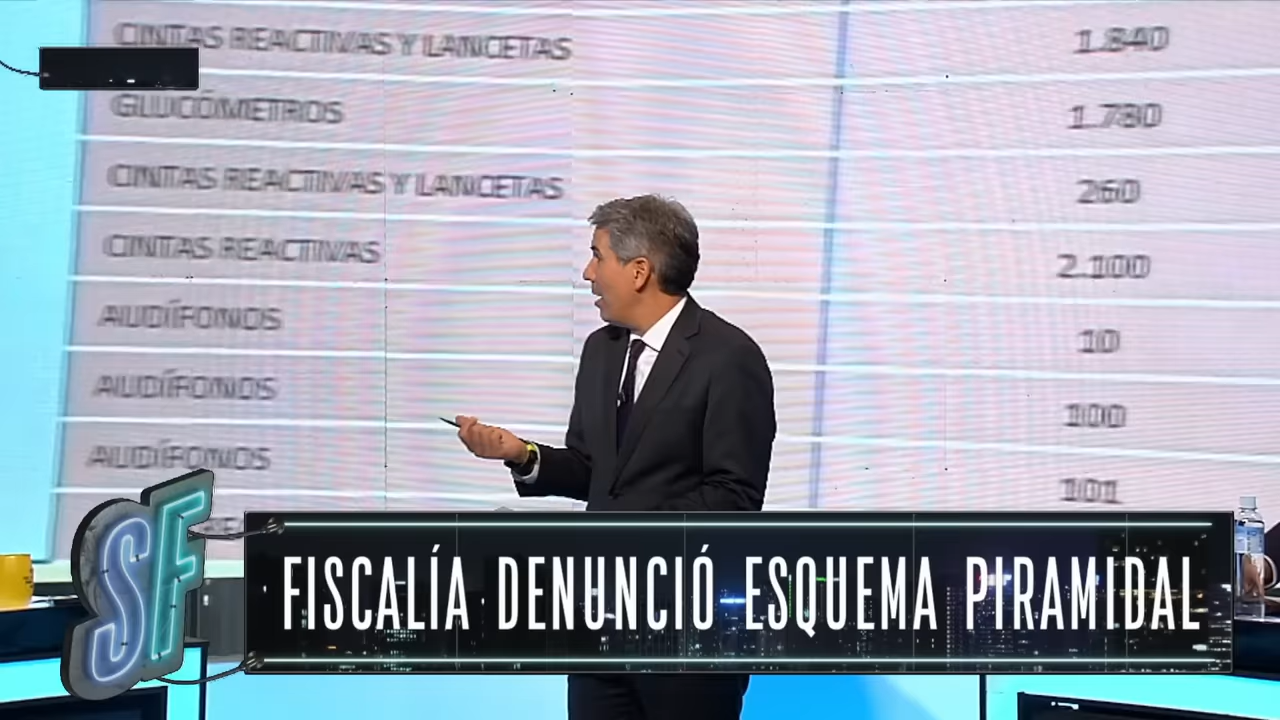 CINTAS REACTIVAS Y LANCETAS 1.840
GLUCÓMETROS 1.780
CINTAS REACTIVAS Y LANCETAS 260
CINTAS REACTIVAS 2.100
AUDÍFONOS 10
AUDÍFONOS 100
AUDÍFONOS 101
SF
FISCALÍA DENUNCIÓ ESQUEMA PIRAMIDAL